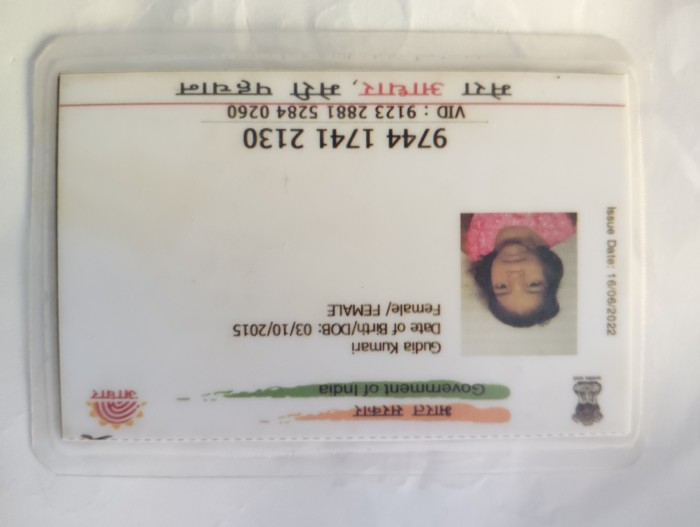 भारत सरकार
Government of India
Issue Date: 16/06/2022
Gudia Kumari
Date of Birth/DOB: 03/10/2015
Female/ FEMALE
9744 1741 2130
VID : 9123 2881 5284 0260
मेरा आधार, मेरी पहचान
आधार